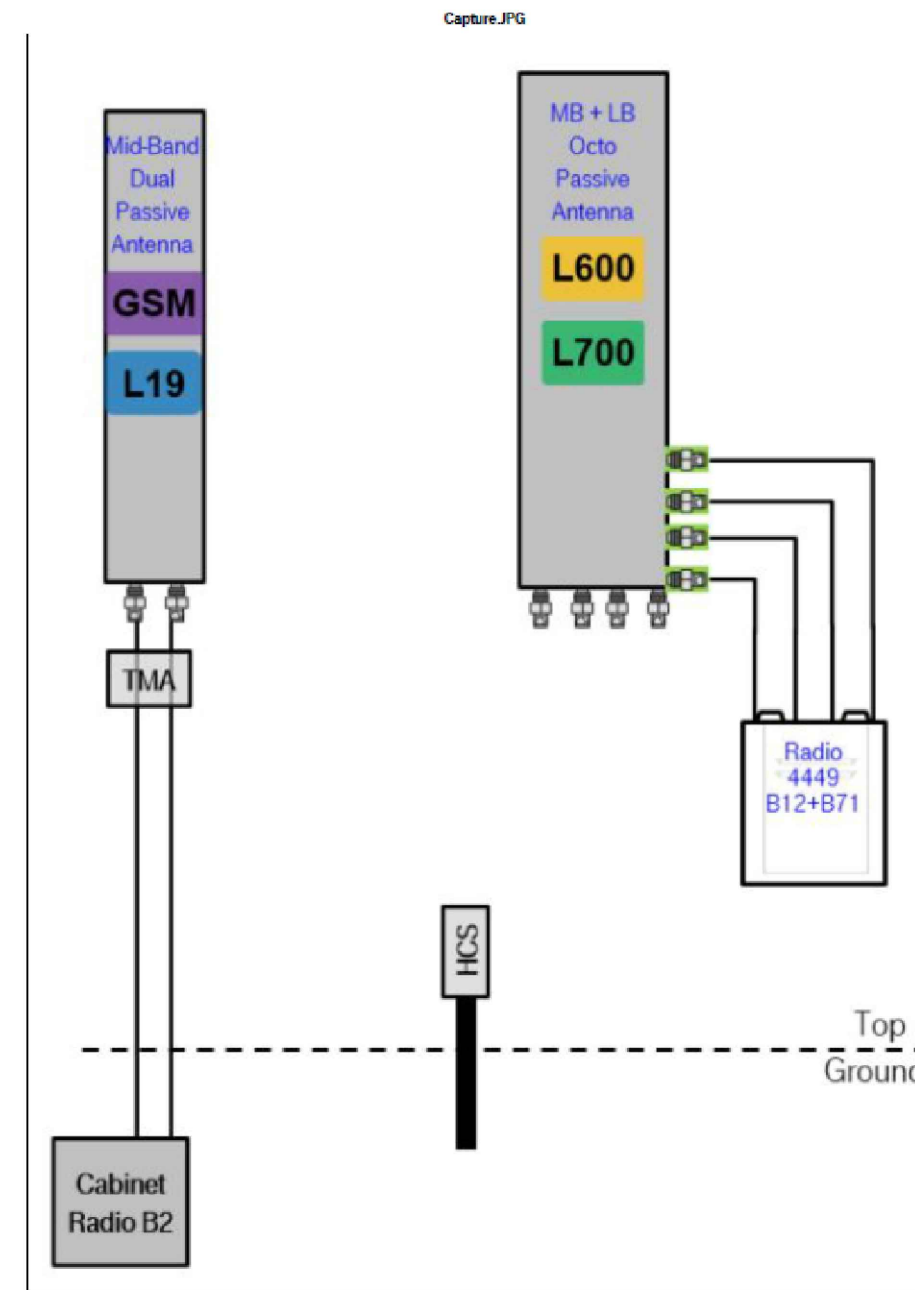 Capture.JPG
Mid-Band
Dual
Passive
Antenna
GSM
L19
TMA
MB + LB
Octo
Passive
Antenna
L600
L700
Radio
4449
B12+B71
HCS
Top
Ground
Cabinet
Radio B2